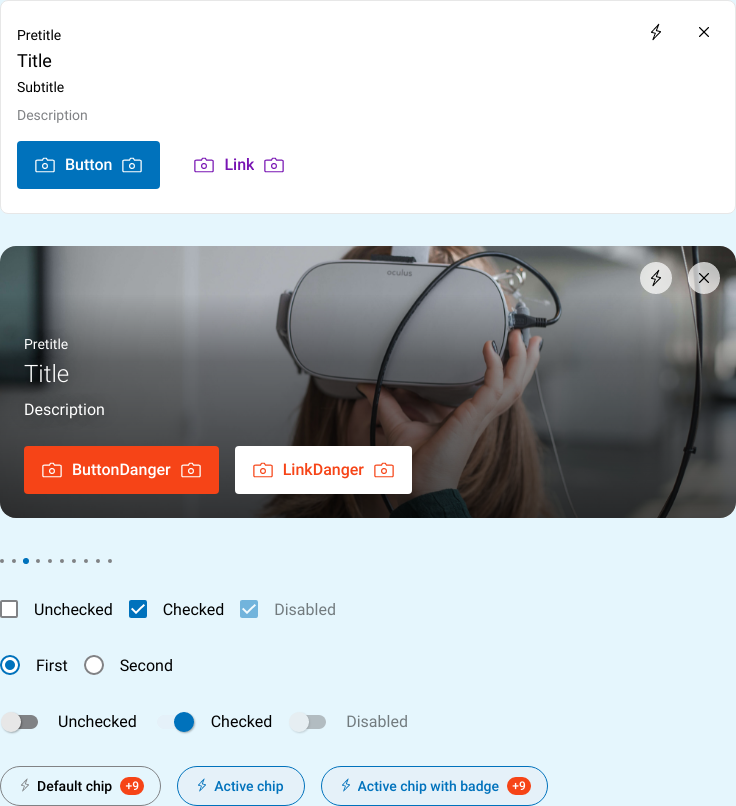 Pretitle
Title
Subtitle
Description
Button Link
oculus
Pretitle
Title
Description
ButtonDanger LinkDanger
Unchecked Checked Disabled
First Second
Unchecked Checked Disabled
Default chip +9 Active chip Active chip with badge +9